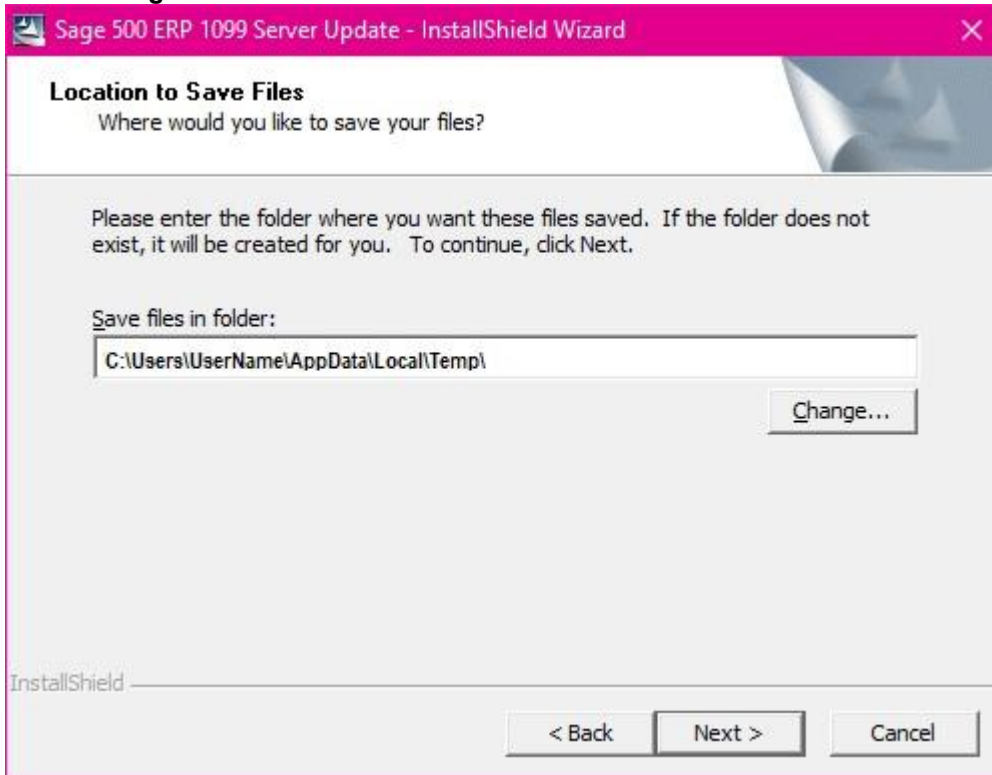 Sage 500 ERP 1099 Server Update - InstallShield Wizard
Location to Save Files
Where would you like to save your files?
Please enter the folder where you want these files saved.  If the folder does not
exist, it will be created for you.   To continue, click Next.
Save files in folder:
C:\Users\UserName\AppData\Local\Temp\
Change...
InstallShield
< Back
Next >
Cancel